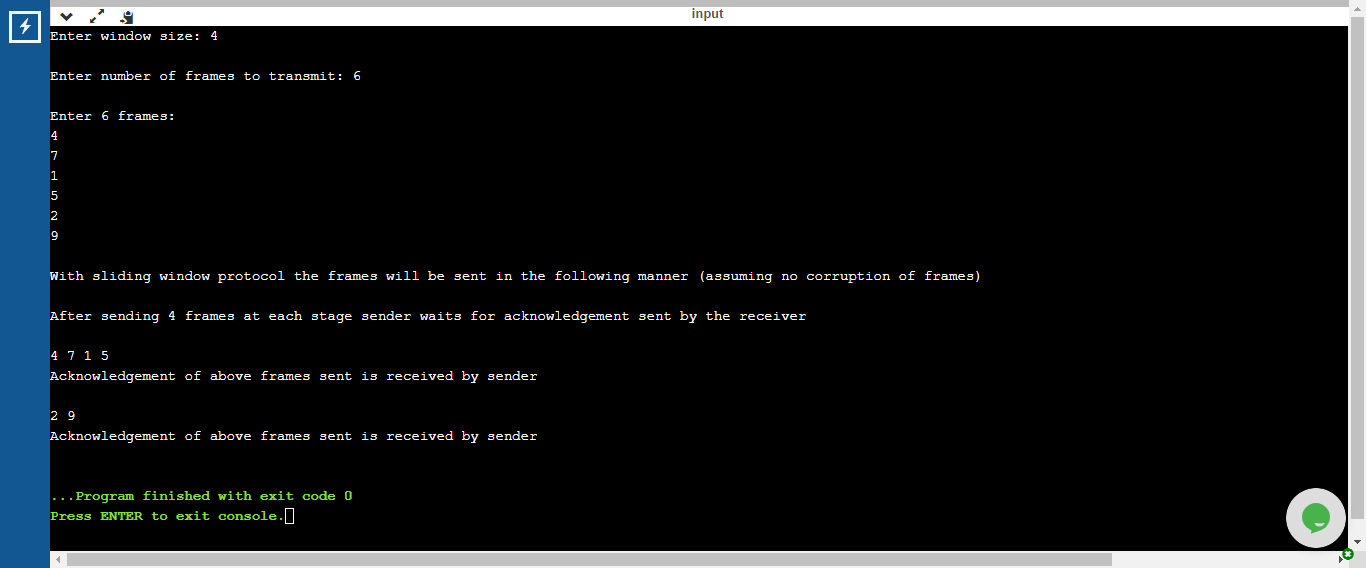 input
Enter window size: 4
Enter number of frames to transmit: 6
Enter 6 frames:
4
7
1
5
2
9
With sliding window protocol the frames will be sent in the following manner (assuming no corruption of frames)
After sending 4 frames at each stage sender waits for acknowledgement sent by the receiver
4 7 1 5
Acknowledgement of above frames sent is received by sender
2 9
Acknowledgement of above frames sent is received by sender
...Program finished with exit code 0
Press ENTER to exit console.